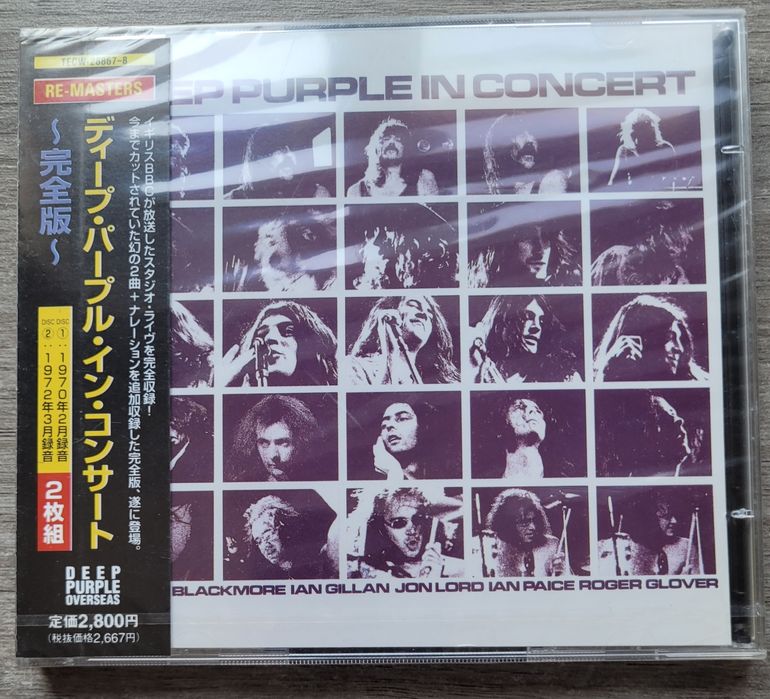 TECW-28867~8
RE-MASTERS
ディープ・パープル・イン・コンサート
~完全版~
イギリスBBCが放送したスタジオ・ライヴを完全収録!
今までカットされていた幻の2曲+ナレーションを追加収録した完全版、遂に登場。
DISC①:1970年2月録音
DISC②:1972年3月録音
2枚組
DEEP
PURPLE
OVERSEAS
定価2,800円
(税抜価格2,667円)
EP PURPLE IN CONCERT
BLACKMORE IAN GILLAN JON LORD IAN PAICE ROGER GLOVER